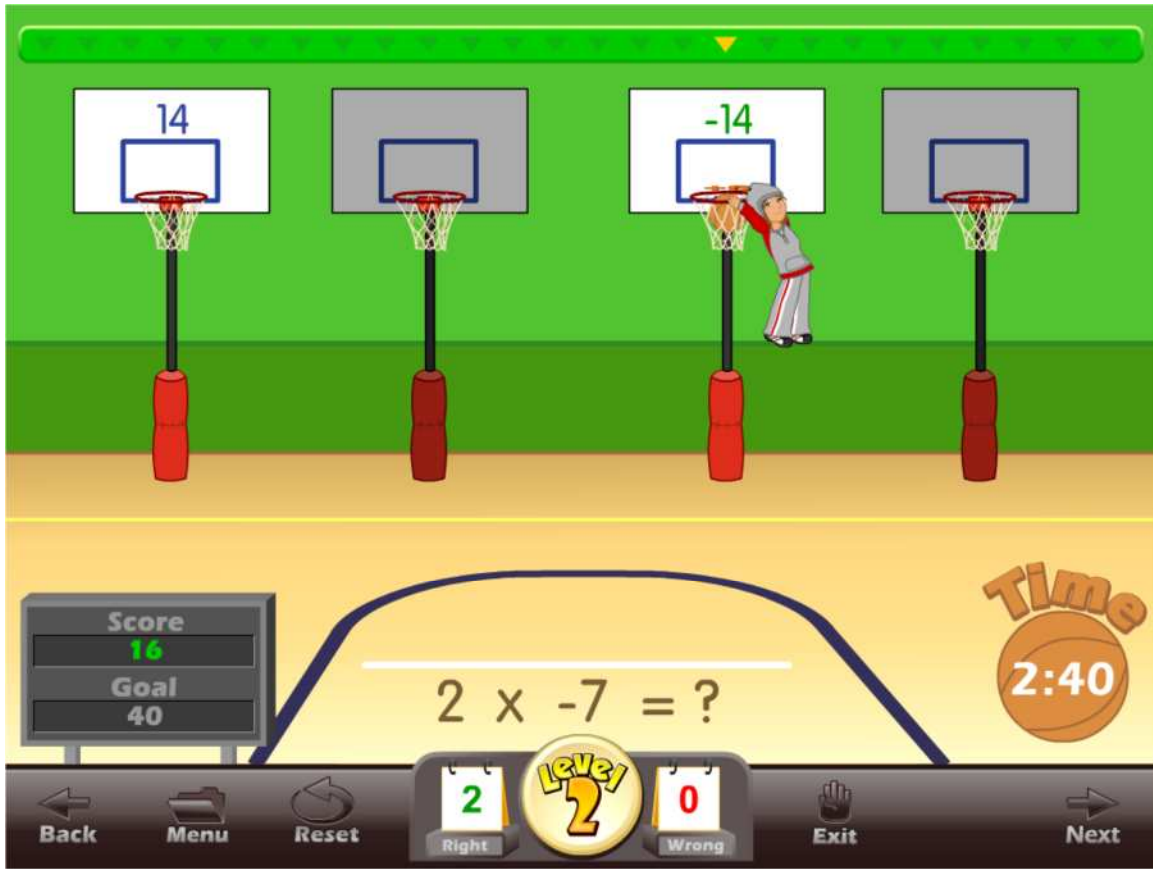 14
-14
Score
16
Goal
40
Time
2:40
2 x -7 = ?
Back
Menu
Reset
2
Right
Level
2
0
Wrong
Exit
Next